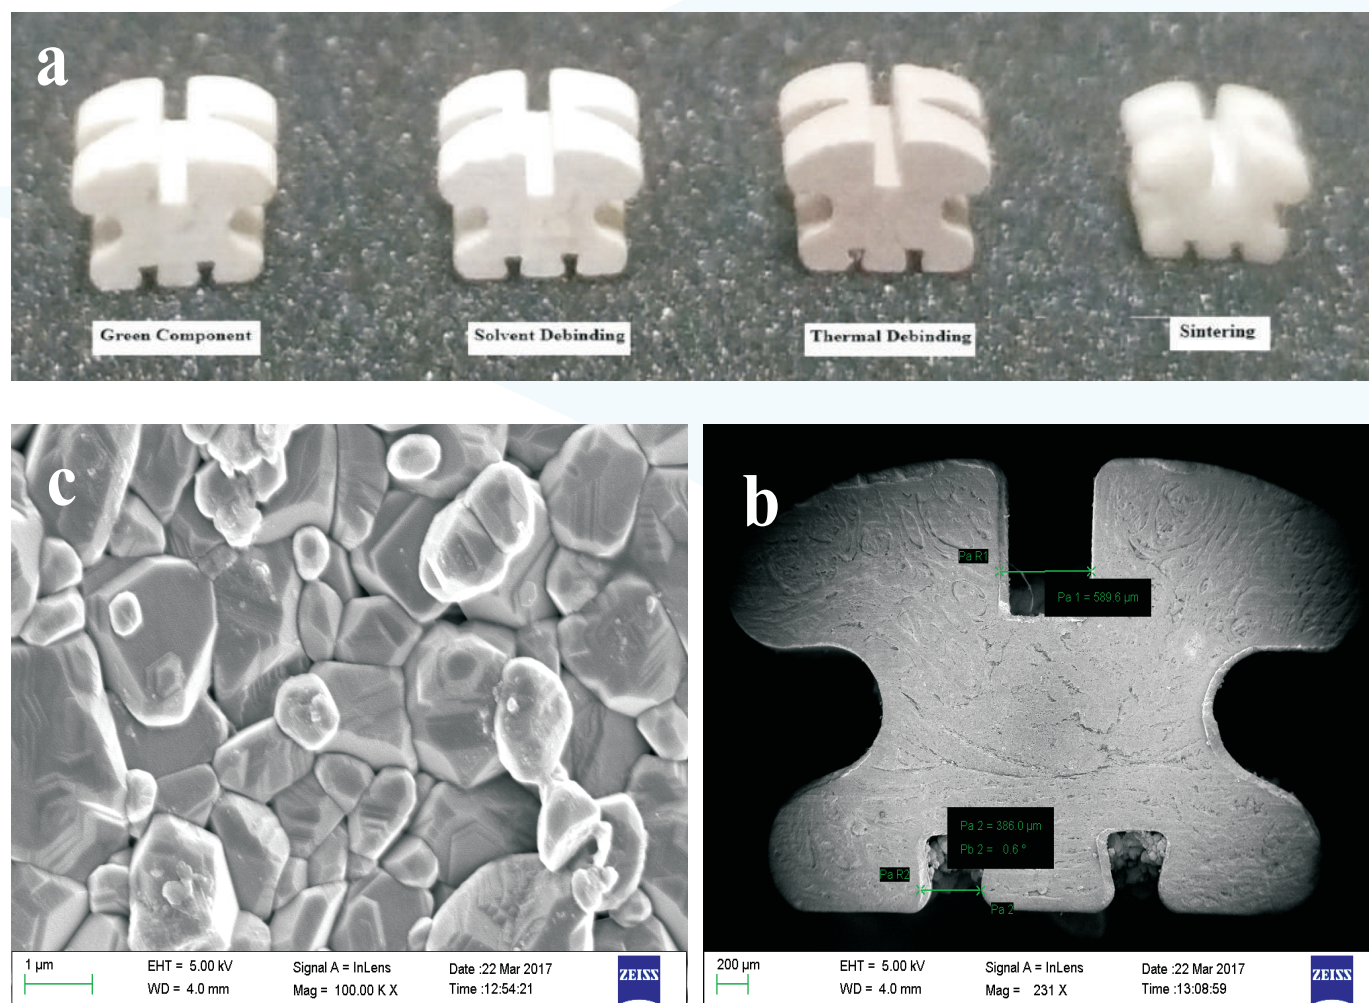 a
Green Component
Solvent Debinding
Thermal Debinding
Sintering
c
1 µm
EHT = 5.00 kV
WD = 4.0 mm
Signal A = InLens
Mag = 100.00 K X
Date :22 Mar 2017
Time :12:54:21
ZEISS
b
Pa R1
Pa 1 = 589.6 µm
Pa 2 = 386.0 µm
Pb 2 = 0.6 °
Pa R2
Pa 2
200 µm
EHT = 5.00 kV
WD = 4.0 mm
Signal A = InLens
Mag = 231 X
Date :22 Mar 2017
Time :13:08:59
ZEISS